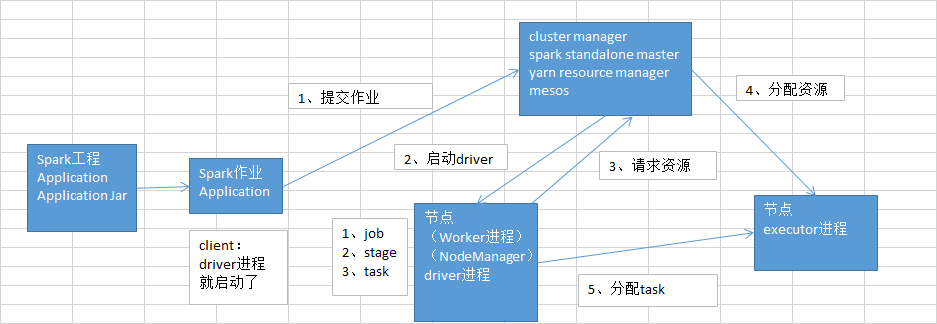 cluster manager
spark standalone master
yarn resource manager
mesos
1、提交作业
4、分配资源
Spark工程
Application
Application Jar
Spark作业
Application
2、启动driver
3、请求资源
client：
driver进程
就启动了
1、job
2、stage
3、task
节点
（Worker进程）
（NodeManager）
driver进程
节点
executor进程
5、分配task